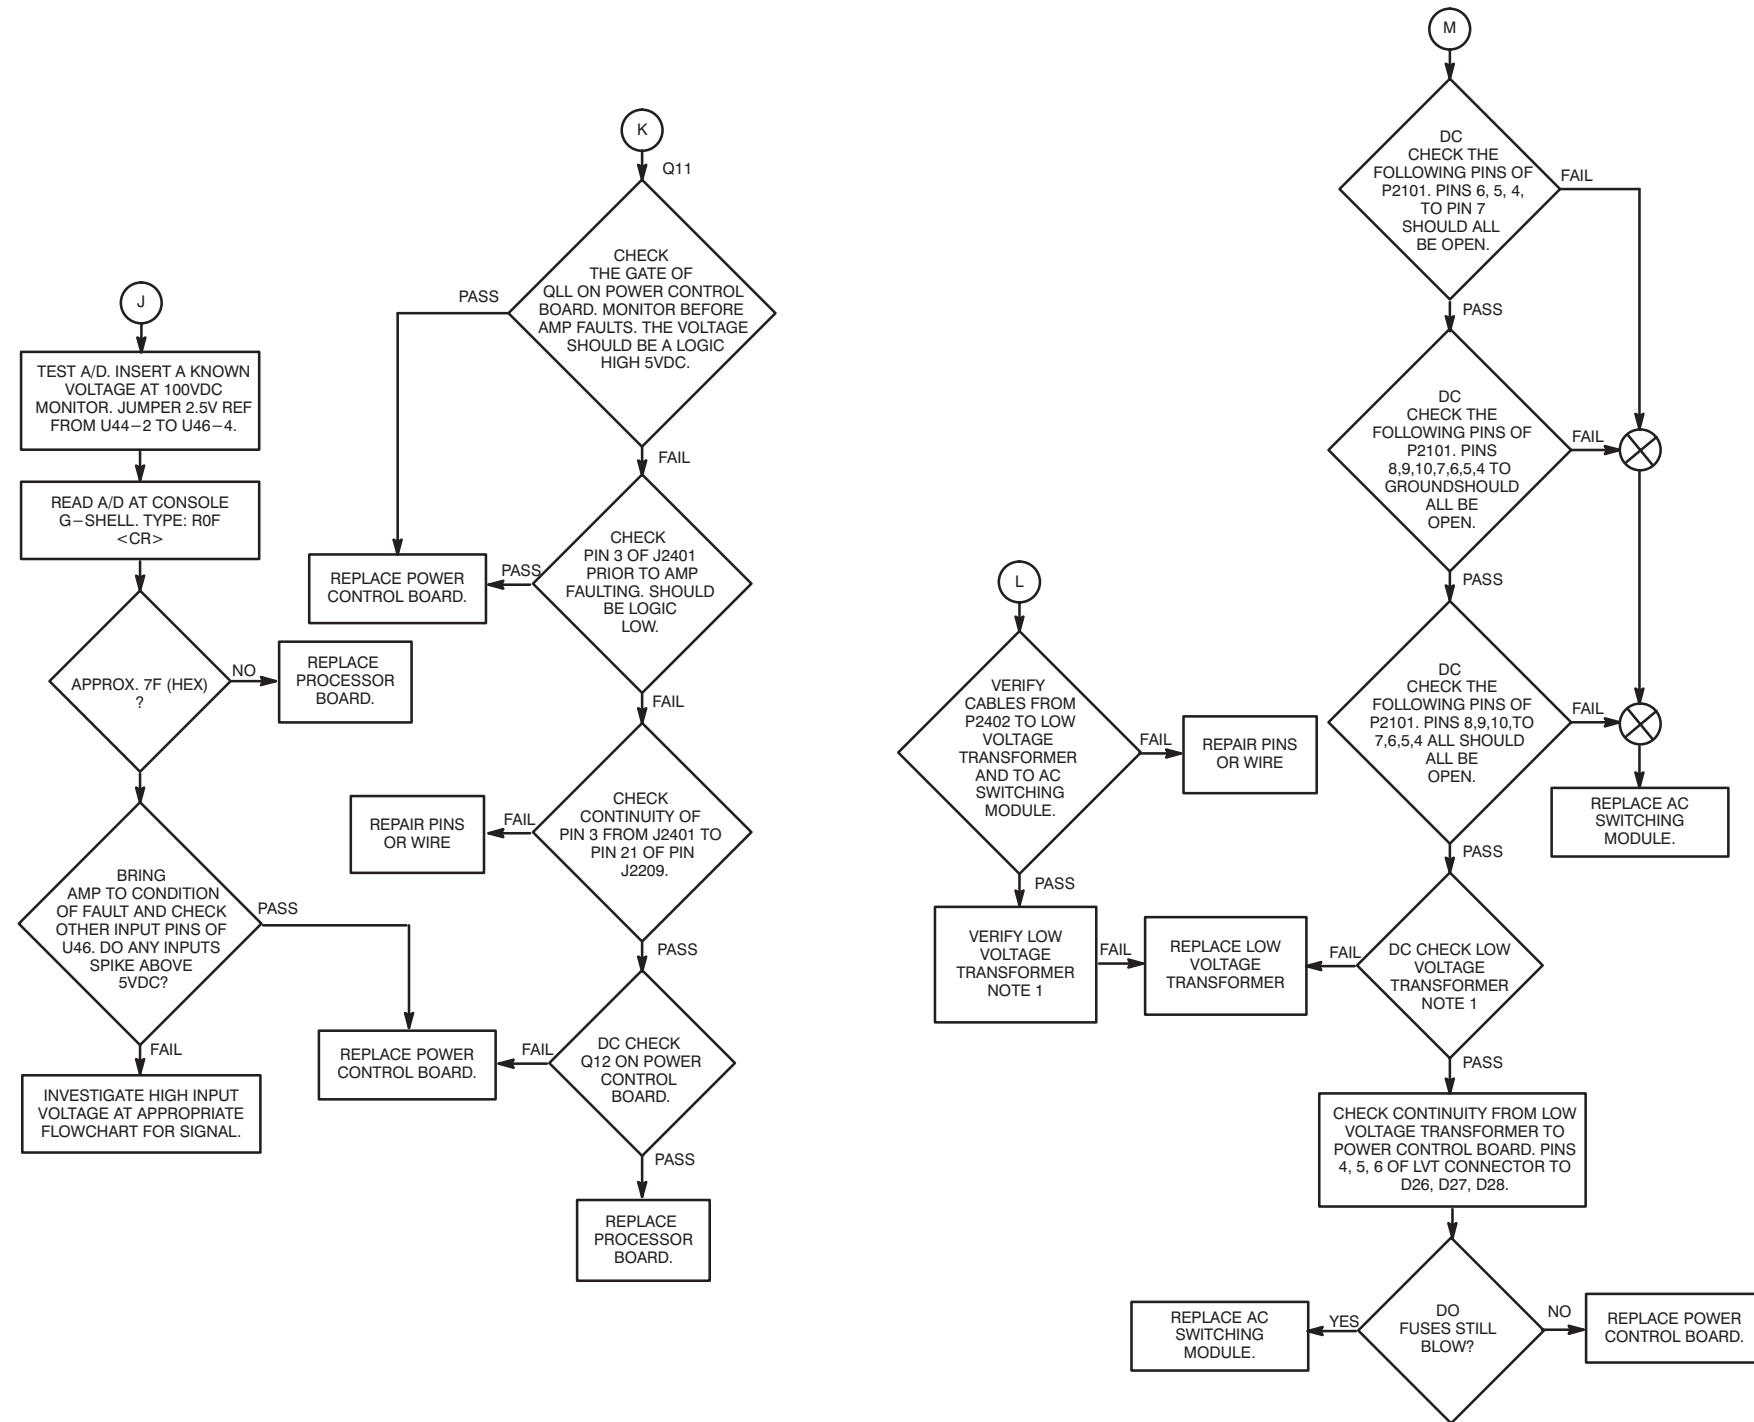 J
TEST A/D. INSERT A KNOWN
VOLTAGE AT 100VDC
MONITOR. JUMPER 2.5V REF
FROM U44−2 TO U46−4.
READ A/D AT CONSOLE
G−SHELL. TYPE: R0F
<CR>
APPROX. 7F (HEX)
?
NO
REPLACE
PROCESSOR
BOARD.
BRING
AMP TO CONDITION
OF FAULT AND CHECK
OTHER INPUT PINS OF
U46. DO ANY INPUTS
SPIKE ABOVE
5VDC?
PASS
FAIL
INVESTIGATE HIGH INPUT
VOLTAGE AT APPROPRIATE
FLOWCHART FOR SIGNAL.
K
Q11
CHECK
THE GATE OF
QLL ON POWER CONTROL
BOARD. MONITOR BEFORE
AMP FAULTS. THE VOLTAGE
SHOULD BE A LOGIC
HIGH 5VDC.
PASS
FAIL
CHECK
PIN 3 OF J2401
PRIOR TO AMP
FAULTING. SHOULD
BE LOGIC
LOW.
PASS
REPLACE POWER
CONTROL BOARD.
FAIL
CHECK
CONTINUITY OF
PIN 3 FROM J2401 TO
PIN 21 OF PIN
J2209.
FAIL
REPAIR PINS
OR WIRE
PASS
DC CHECK
Q12 ON POWER
CONTROL
BOARD.
FAIL
REPLACE POWER
CONTROL BOARD.
PASS
REPLACE
PROCESSOR
BOARD.
L
VERIFY
CABLES FROM
P2402 TO LOW
VOLTAGE
TRANSFORMER
AND TO AC
SWITCHING
MODULE.
FAIL
REPAIR PINS
OR WIRE
PASS
VERIFY LOW
VOLTAGE
TRANSFORMER
NOTE 1
FAIL
REPLACE LOW
VOLTAGE
TRANSFORMER
M
DC
CHECK THE
FOLLOWING PINS OF
P2101. PINS 6, 5, 4,
TO PIN 7
SHOULD ALL
BE OPEN.
FAIL
PASS
DC
CHECK THE
FOLLOWING PINS OF
P2101. PINS
8,9,10,7,6,5,4 TO
GROUNDSHOULD
ALL BE
OPEN.
FAIL
PASS
DC
CHECK THE
FOLLOWING PINS OF
P2101. PINS 8,9,10,TO
7,6,5,4 ALL SHOULD
ALL BE
OPEN.
FAIL
REPLACE AC
SWITCHING
MODULE.
PASS
DC CHECK LOW
VOLTAGE
TRANSFORMER
NOTE 1
FAIL
PASS
CHECK CONTINUITY FROM LOW
VOLTAGE TRANSFORMER TO
POWER CONTROL BOARD. PINS
4, 5, 6 OF LVT CONNECTOR TO
D26, D27, D28.
DO
FUSES STILL
BLOW?
YES
REPLACE AC
SWITCHING
MODULE.
NO
REPLACE POWER
CONTROL BOARD.